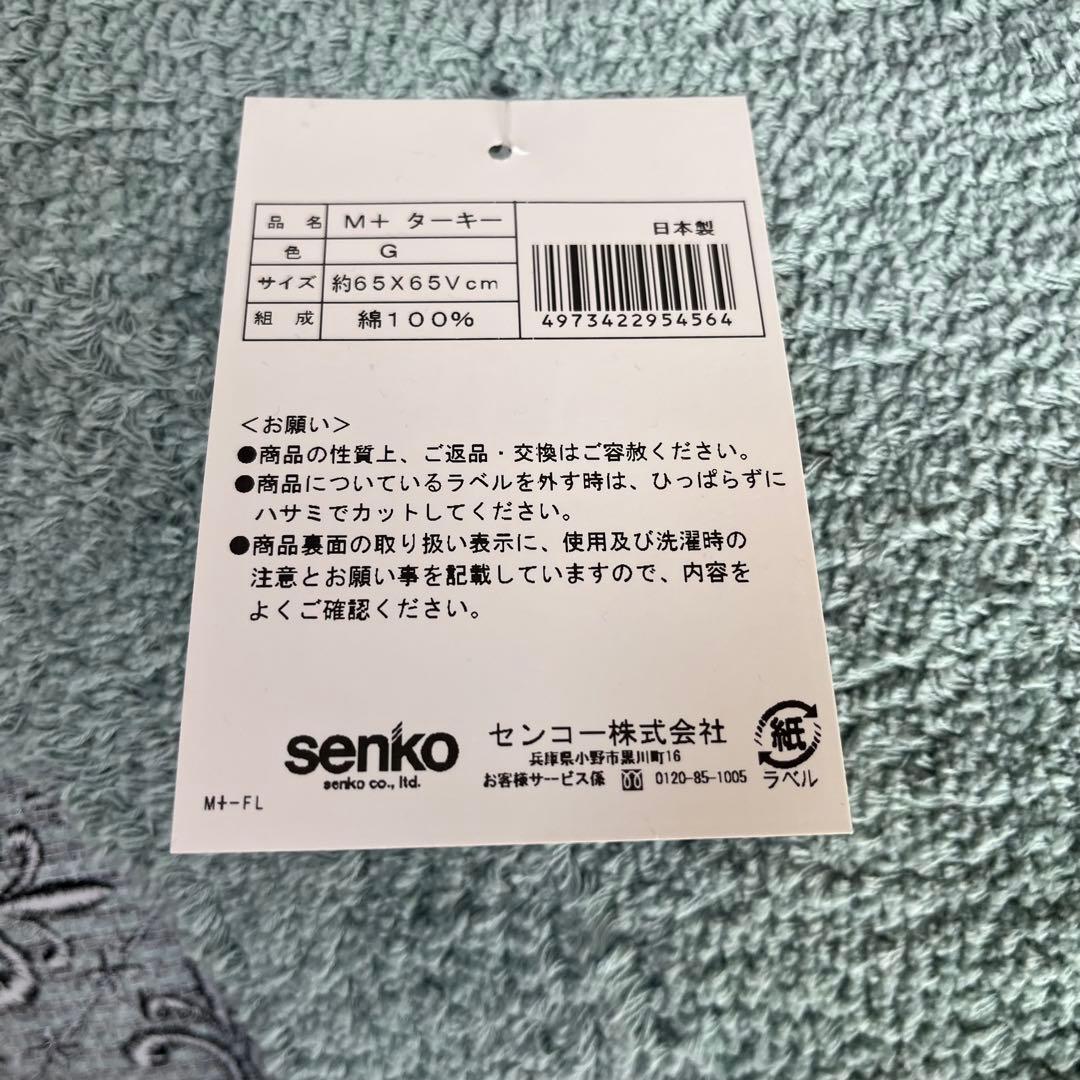 品 名 M＋ ターキー
色 G
サイズ 約65X65Vcm
組 成 綿100%
日本製
4973422954564
＜お願い＞
●商品の性質上、ご返品・交換はご容赦ください。
●商品についているラベルを外す時は、ひっぱらずに
ハサミでカットしてください。
●商品裏面の取り扱い表示に、使用及び洗濯時の
注意とお願い事を記載していますので、内容を
よくご確認ください。
senko
senko co., ltd.
センコー株式会社
兵庫県小野市黒川町16
お客様サービス係 0120-85-1005
紙
ラベル
M+-FL